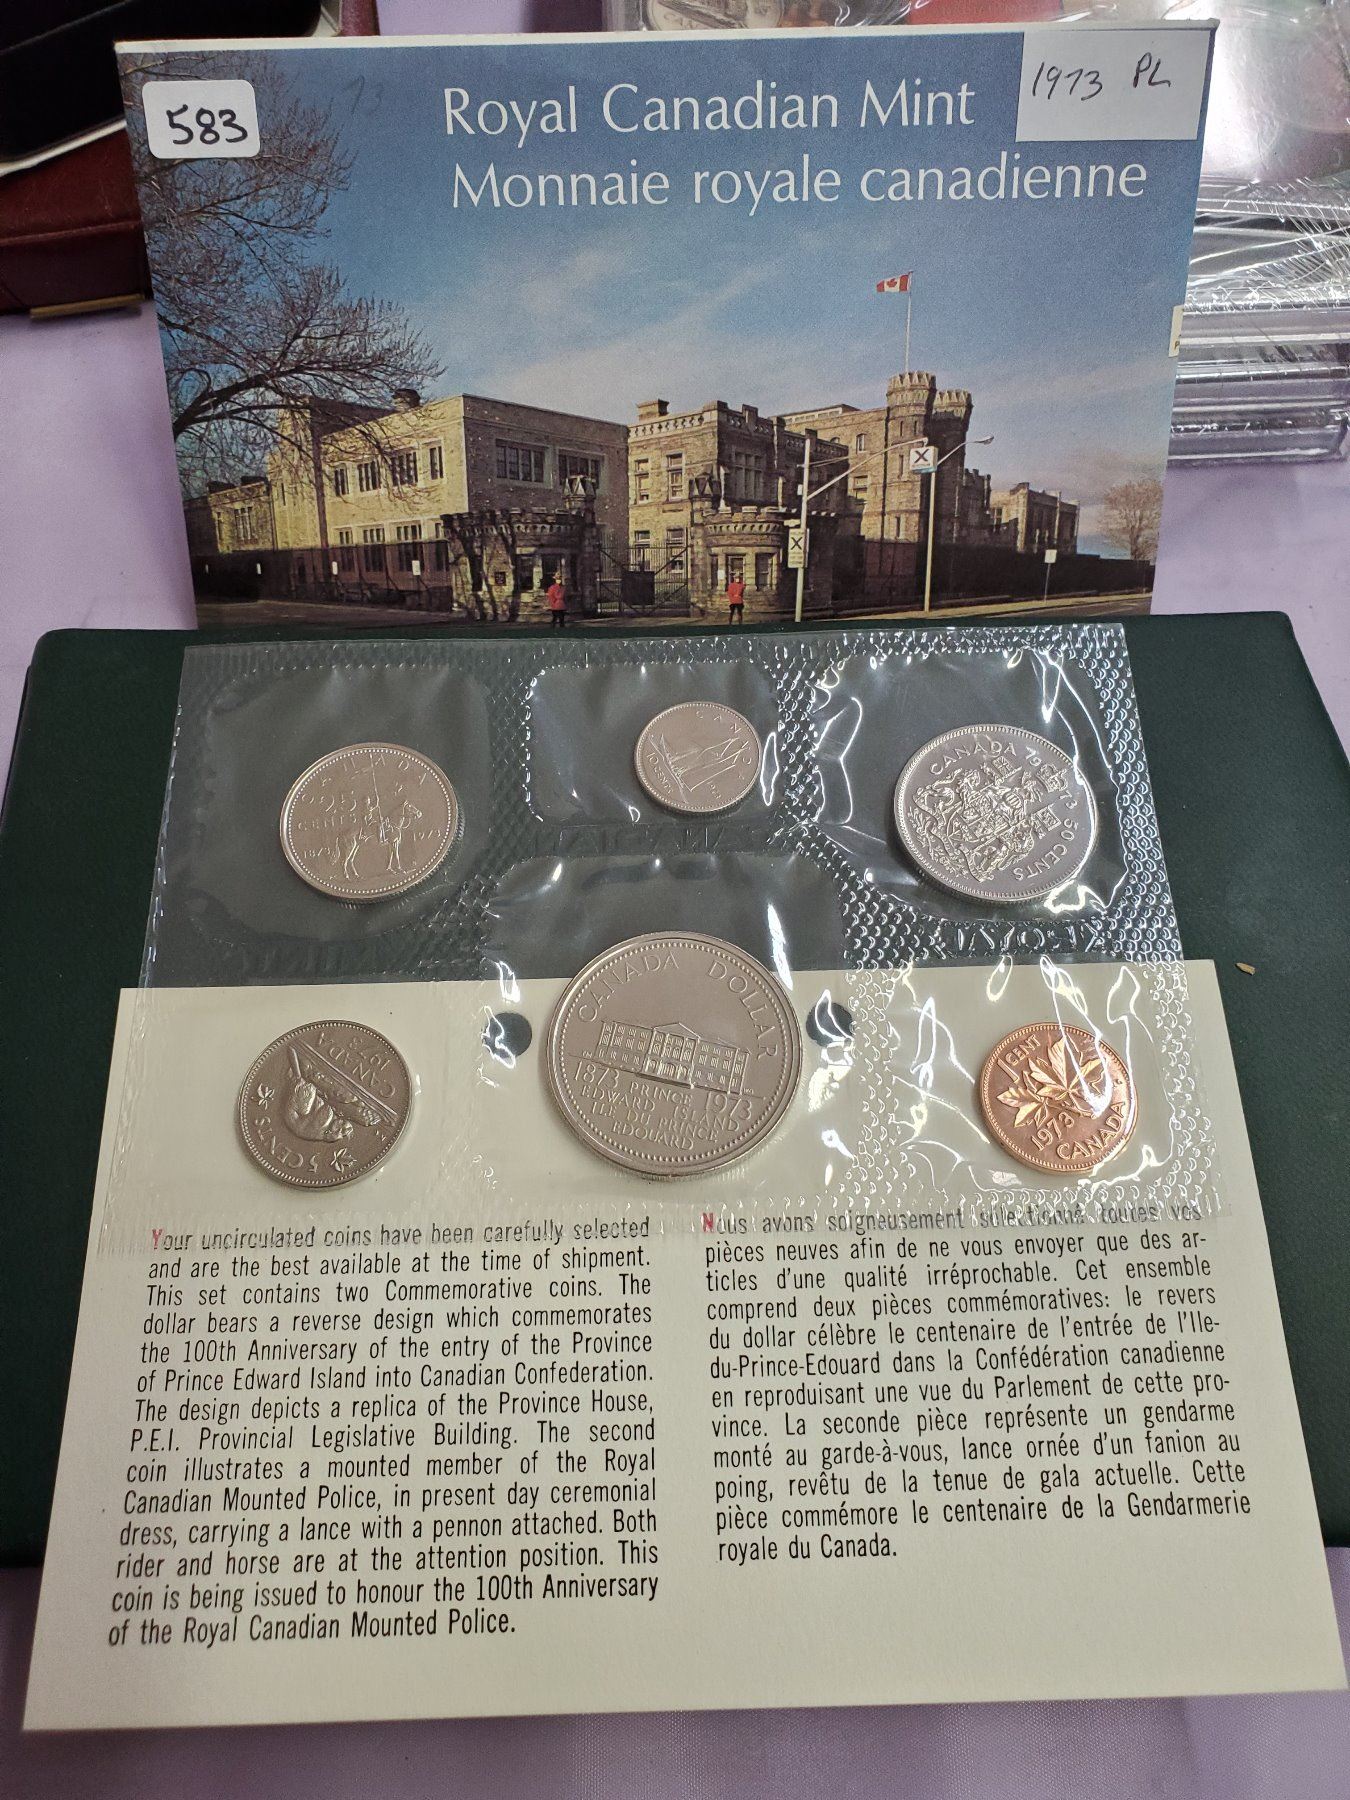 583
1973 PL
Royal Canadian Mint
Monnaie royale canadienne
X
X
CANADA
25
CENTS
1873 1973
CANADA
10 CENTS
CANADA 1973
50 CENTS
CANADA 1973
5 CENTS
CANADA DOLLAR
1873 PRINCE 1973
EDWARD ISLAND
ILE DU PRINCE
EDOUARD
1 CENT
1973
CANADA
Your uncirculated coins have been carefully selected
and are the best available at the time of shipment.
This set contains two Commemorative coins. The
dollar bears a reverse design which commemorates
the 100th Anniversary of the entry of the Province
of Prince Edward Island into Canadian Confederation.
The design depicts a replica of the Province House,
P.E.I. Provincial Legislative Building. The second
coin illustrates a mounted member of the Royal
Canadian Mounted Police, in present day ceremonial
dress, carrying a lance with a pennon attached. Both
rider and horse are at the attention position. This
coin is being issued to honour the 100th Anniversary
of the Royal Canadian Mounted Police.
Nous avons soigneusement sélectionné toutes vos
pièces neuves afin de ne vous envoyer que des ar-
ticles d'une qualité irréprochable. Cet ensemble
comprend deux pièces commémoratives: le revers
du dollar célèbre le centenaire de l'entrée de l'Ile-
du-Prince-Edouard dans la Confédération canadienne
en reproduisant une vue du Parlement de cette pro-
vince. La seconde pièce représente un gendarme
monté au garde-à-vous, lance ornée d'un fanion au
poing, revêtu de la tenue de gala actuelle. Cette
pièce commémore le centenaire de la Gendarmerie
royale du Canada.